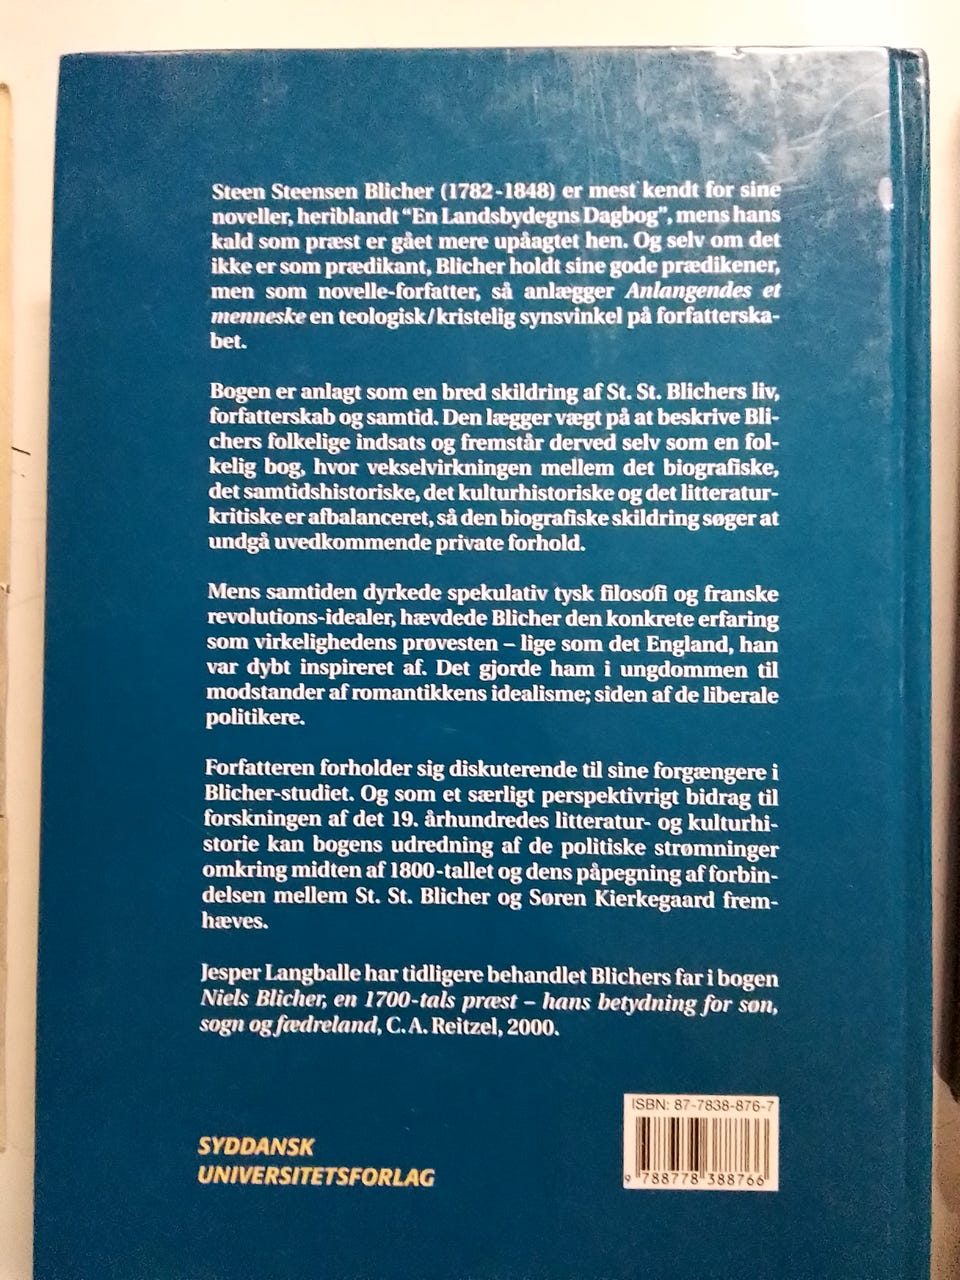 Steen Steensen Blicher (1782-1848) er mest kendt for sine
noveller, heriblandt “En Landsbydegns Dagbog”, mens hans
kald som præst er gået mere upåagtet hen. Og selv om det
ikke er som prædikant, Blicher holdt sine gode prædikener,
men som novelle-forfatter, så anlægger Anlangendes et
menneske en teologisk/kristelig synsvinkel på forfatterska-
bet.
Bogen er anlagt som en bred skildring af St. St. Blichers liv,
forfatterskab og samtid. Den lægger vægt på at beskrive Bli-
chers folkelige indsats og fremstår derved selv som en fol-
kelig bog, hvor vekselvirkningen mellem det biografiske,
det samtidshistoriske, det kulturhistoriske og det litteratur-
kritiske er afbalanceret, så den biografiske skildring søger at
undgå uvedkommende private forhold.
Mens samtiden dyrkede spekulativ tysk filosofi og franske
revolutions-idealer, hævdede Blicher den konkrete erfaring
som virkelighedens prøvesten – lige som det England, han
var dybt inspireret af. Det gjorde ham i ungdommen til
modstander af romantikkens idealisme; siden af de liberale
politikere.
Forfatteren forholder sig diskuterende til sine forgængere i
Blicher-studiet. Og som et særligt perspektivrigt bidrag til
forskningen af det 19. århundredes litteratur- og kulturhi-
storie kan bogens udredning af de politiske strømninger
omkring midten af 1800-tallet og dens påpegning af forbin-
delsen mellem St. St. Blicher og Søren Kierkegaard frem-
hæves.
Jesper Langballe har tidligere behandlet Blichers far i bogen
Niels Blicher, en 1700-tals præst – hans betydning for søn,
sogn og fædreland, C. A. Reitzel, 2000.
ISBN: 87-7838-876-7
9 788778 388766
SYDDANSK
UNIVERSITETSFORLAG